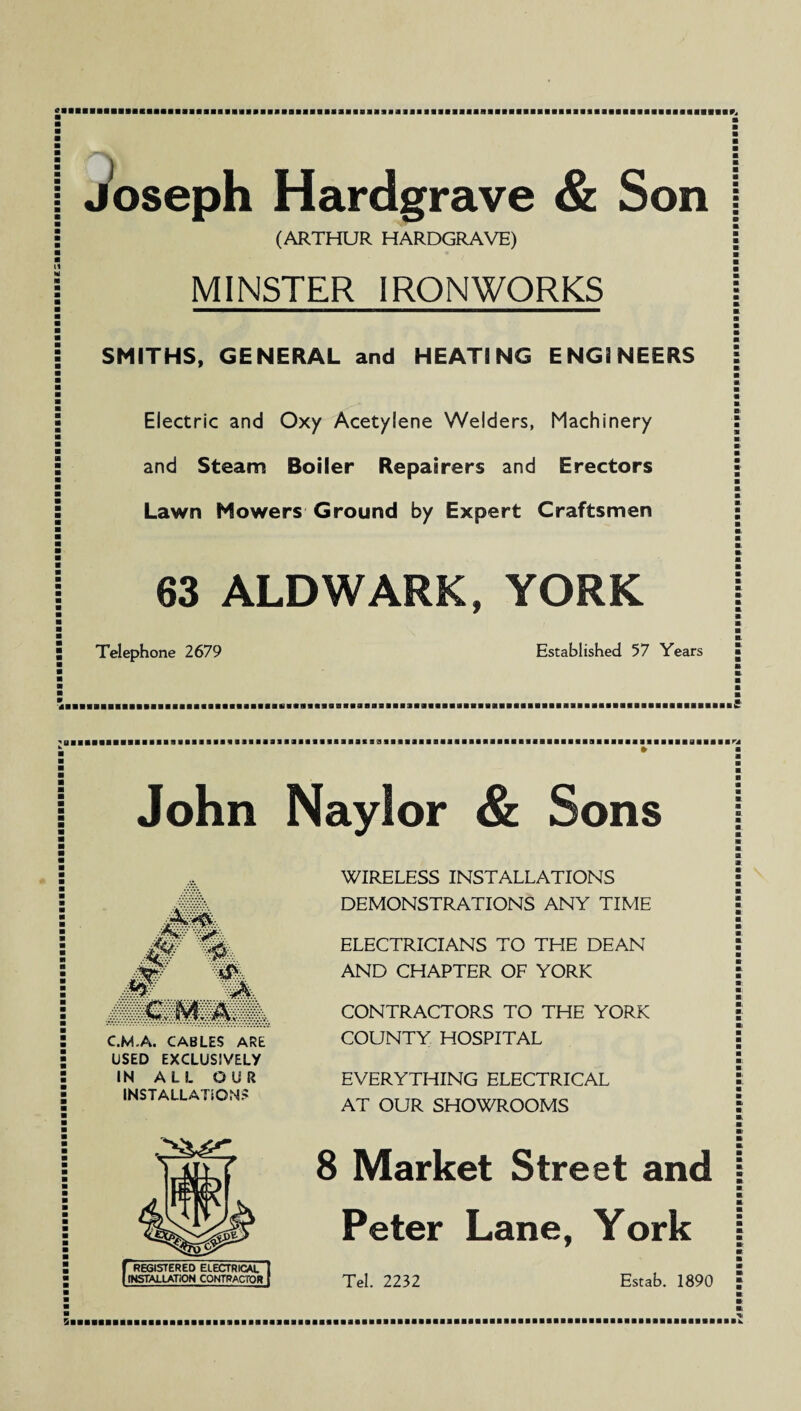 Joseph Hardgrave & Son
(ARTHUR HARDGRAVE)
MINSTER IRONWORKS
SMITHS, GENERAL and HEATING ENGINEERS
Electric and Oxy Acetylene Welders, Machinery
and Steam Boiler Repairers and Erectors
Lawn Mowers Ground by Expert Craftsmen
63 ALDWARK, YORK
Telephone 2679 Established 57 Years
John Naylor & Sons
C.M.A
C.M.A. CABLES ARE
USED EXCLUSIVELY
IN ALL OUR
INSTALLATIONS
WIRELESS INSTALLATIONS
DEMONSTRATIONS ANY TIME
ELECTRICIANS TO THE DEAN
AND CHAPTER OF YORK
CONTRACTORS TO THE YORK
COUNTY HOSPITAL
EVERYTHING ELECTRICAL
AT OUR SHOWROOMS
EXPERTO CREDE
REGISTERED ELECTRICAL
INSTALLATION CONTRACTOR
8 Market Street and
Peter Lane, York
Tel. 2232 Estab. 1890